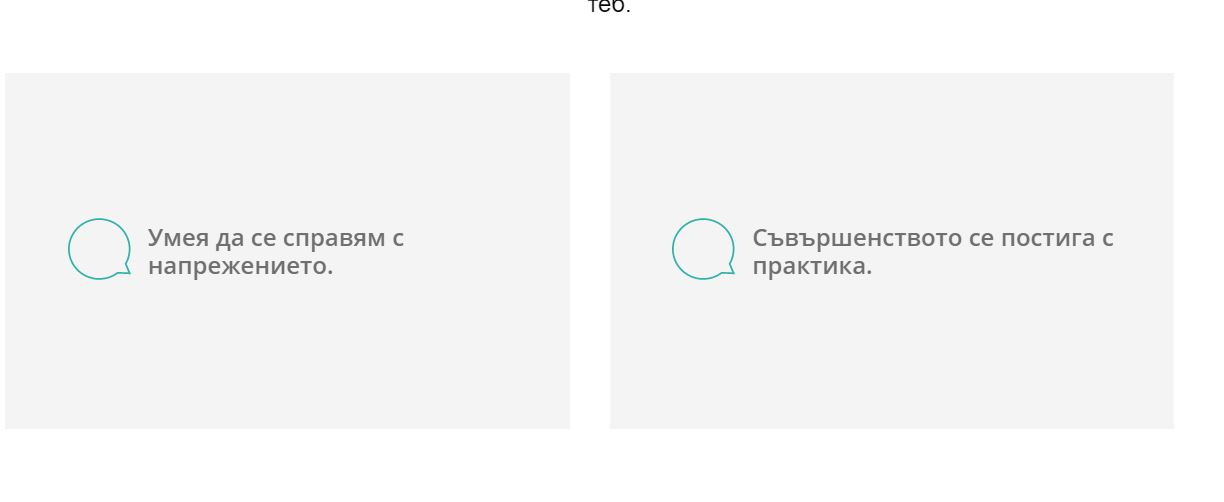 теб.
Умея да се справям с
напрежението.
Съвършенството се постига с
практика.